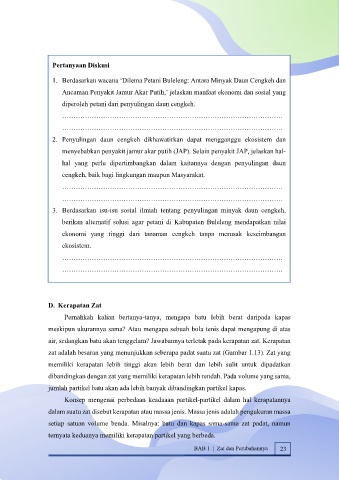 Pertanyaan Diskusi
1. Berdasarkan wacana ‘Dilema Petani Buleleng: Antara Minyak Daun Cengkeh dan
Ancaman Penyakit Jamur Akar Putih,’ jelaskan manfaat ekonomi dan sosial yang
diperoleh petani dari penyulingan daun cengkeh.
……………………………………………………………………………………
……………………………………………………………………………………
2. Penyulingan daun cengkeh dikhawatirkan dapat mengganggu ekosistem dan
menyebabkan penyakit jamur akar putih (JAP). Selain penyakit JAP, jelaskan hal-
hal yang perlu dipertimbangkan dalam kaitannya dengan penyulingan daun
cengkeh, baik bagi lingkungan maupun Masyarakat.
……………………………………………………………………………………
……………………………………………………………………………………
3. Berdasarkan isu-isu sosial ilmiah tentang penyulingan minyak daun cengkeh,
berikan alternatif solusi agar petani di Kabupaten Buleleng mendapatkan nilai
ekonomi yang tinggi dari tanaman cengkeh tanpa merusak keseimbangan
ekosistem.
……………………………………………………………………………………
……………………………………………………………………………………
D. Kerapatan Zat
Pernahkah kalian bertanya-tanya, mengapa batu lebih berat daripada kapas
meskipun ukurannya sama? Atau mengapa sebuah bola tenis dapat mengapung di atas
air, sedangkan batu akan tenggelam? Jawabannya terletak pada kerapatan zat. Kerapatan
zat adalah besaran yang menunjukkan seberapa padat suatu zat (Gambar 1.13). Zat yang
memiliki kerapatan lebih tinggi akan lebih berat dan lebih sulit untuk dipadatkan
dibandingkan dengan zat yang memiliki kerapatan lebih rendah. Pada volume yang sama,
jumlah partikel batu akan ada lebih banyak dibandingkan partikel kapas.
Konsep mengenai perbedaan keadaaan partikel-partikel dalam hal kerapatannya
dalam suatu zat disebut kerapatan atau massa jenis. Massa jenis adalah pengukuran massa
setiap satuan volume benda. Misalnya: batu dan kapas sama-sama zat padat, namun
ternyata keduanya memiliki kerapatan partikel yang berbeda.
BAB 1 | Zat dan Perubahannya 23